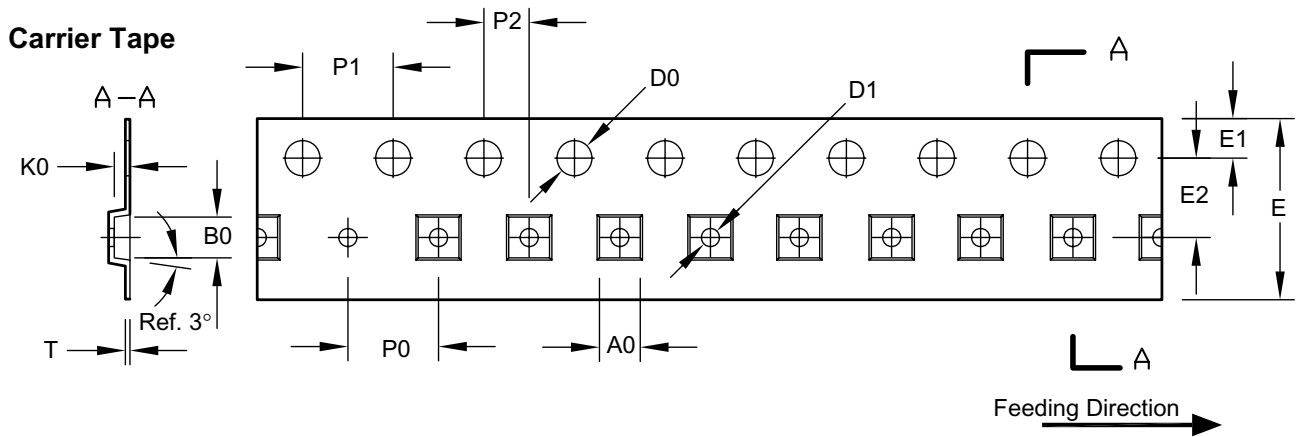 Carrier Tape
P2
P1
A
A–A
D0
D1
K0
E1
E2
E
B0
Ref. 3°
T
P0
A0
A
Feeding Direction